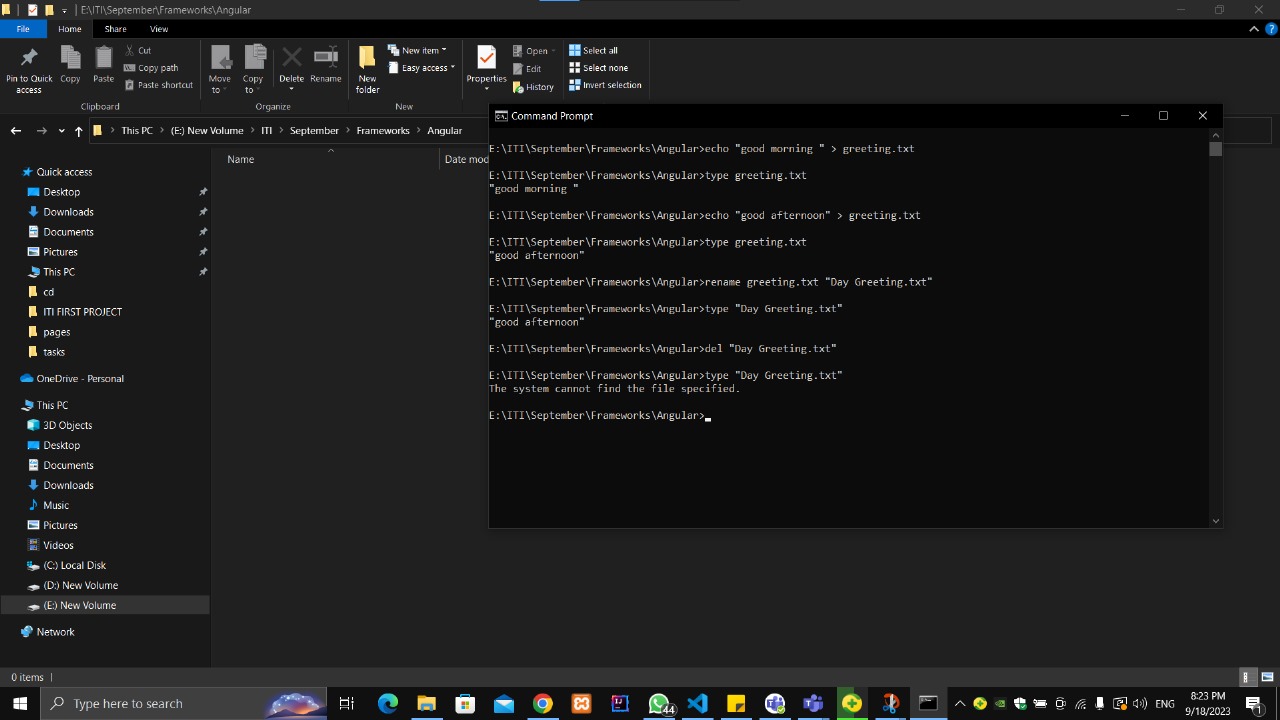 E:\ITI\September\Frameworks\Angular
File
Home
Share
View
Pin to Quick access
Copy
Paste
Cut
Copy path
Paste shortcut
Clipboard
Move to
Copy to
Delete
Rename
Organize
New folder
New item
Easy access
New
Properties
Open
Edit
History
Select all
Select none
Invert selection
This PC > (E:) New Volume > ITI > September > Frameworks > Angular
Name
Date mod
Quick access
Desktop
Downloads
Documents
Pictures
This PC
cd
ITI FIRST PROJECT
pages
tasks
OneDrive - Personal
This PC
3D Objects
Desktop
Documents
Downloads
Music
Pictures
Videos
(C:) Local Disk
(D:) New Volume
(E:) New Volume
Network
0 items
Command Prompt
E:\ITI\September\Frameworks\Angular>echo "good morning " > greeting.txt
E:\ITI\September\Frameworks\Angular>type greeting.txt
"good morning "
E:\ITI\September\Frameworks\Angular>echo "good afternoon" > greeting.txt
E:\ITI\September\Frameworks\Angular>type greeting.txt
"good afternoon"
E:\ITI\September\Frameworks\Angular>rename greeting.txt "Day Greeting.txt"
E:\ITI\September\Frameworks\Angular>type "Day Greeting.txt"
"good afternoon"
E:\ITI\September\Frameworks\Angular>del "Day Greeting.txt"
E:\ITI\September\Frameworks\Angular>type "Day Greeting.txt"
The system cannot find the file specified.
E:\ITI\September\Frameworks\Angular>
Type here to search
44
ENG
8:23 PM
9/18/2023
1